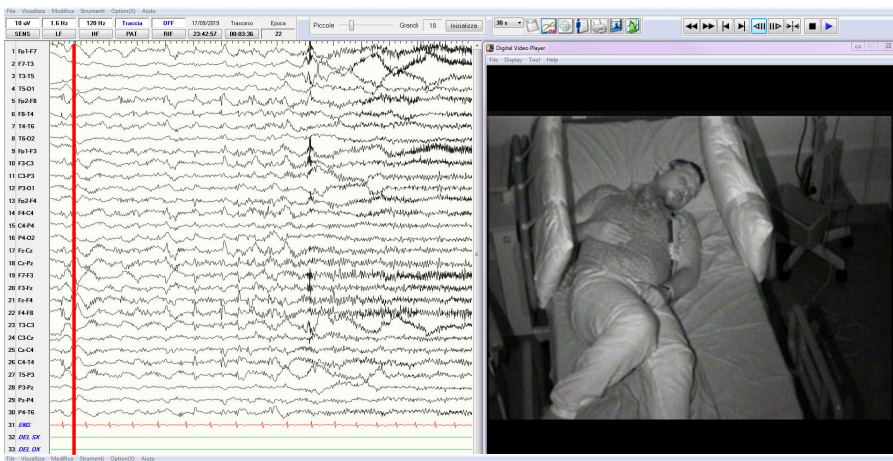 File Visualizza Modifica Strumenti Option(X) Aiuto
10 uV 1.6 Hz 120 Hz Traccia OFF 17/09/2019 Trascorso Epoca
SENS LF HF PAT RIF 23:42:57 00:03:36 22
Piccole Grandi 18 Inizializza
30 s
Digital Video Player
File Display Tool Help
1 Fp1-F7
2 F7-T3
3 T3-T5
4 T5-O1
5 Fp2-F8
6 F8-T4
7 T4-T6
8 T6-O2
9 Fp1-F3
10 F3-C3
11 C3-P3
12 P3-O1
13 Fp2-F4
14 F4-C4
15 C4-P4
16 P4-O2
17 Fz-Cz
18 Cz-Pz
19 F7-F3
20 F3-Fz
21 Fz-F4
22 F4-F8
23 T3-C3
24 C3-Cz
25 Cz-C4
26 C4-T4
27 T5-P3
28 P3-Pz
29 Pz-P4
30 P4-T6
31 EKG
32 DEL SX
33 DEL DX
File Visualizza Modifica Strumenti Option(X) Aiuto